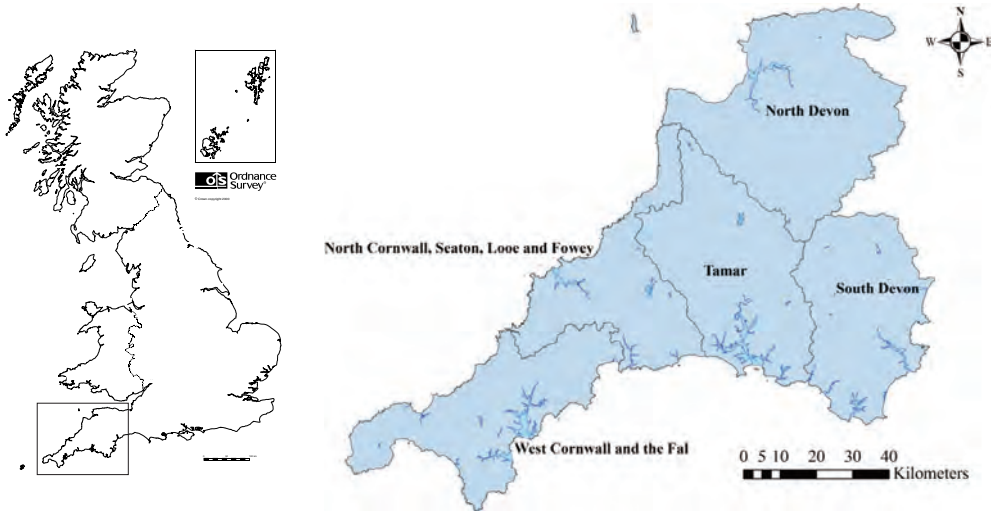 OS
Ordnance
Survey®
N
W E
S
North Devon
North Cornwall, Seaton, Looe and Fowey
Tamar
South Devon
West Cornwall and the Fal
0 5 10 20 30 40
Kilometers